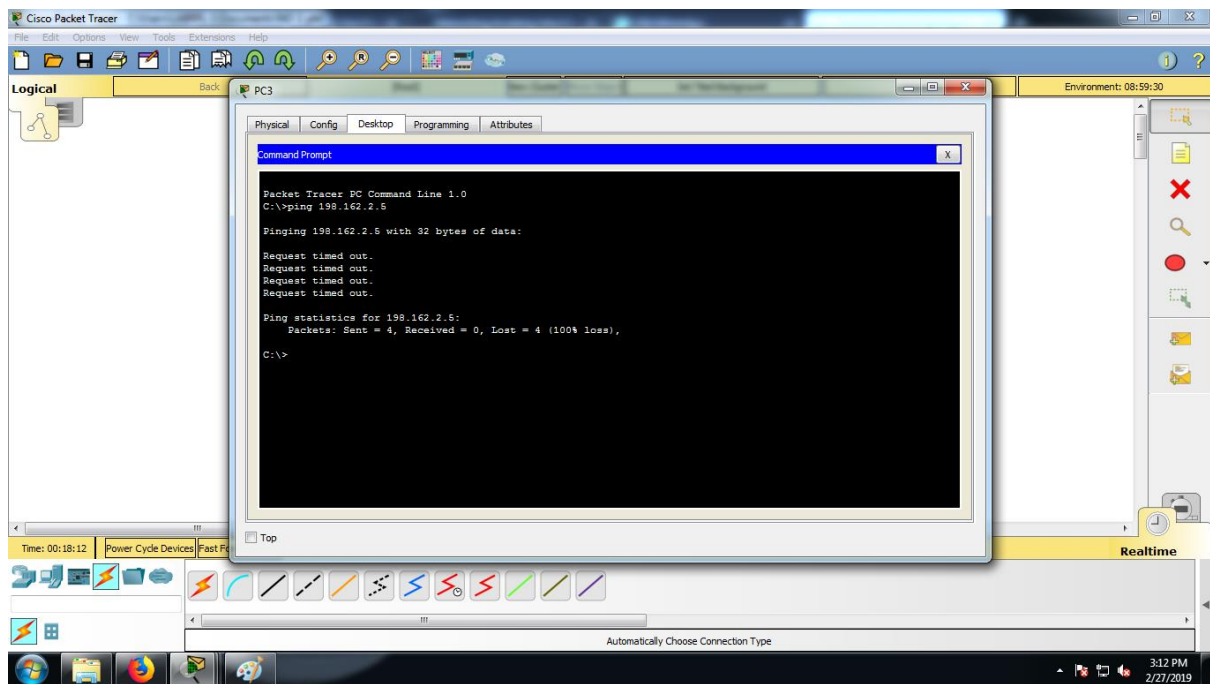 Cisco Packet Tracer
File Edit Options View Tools Extensions Help
Logical
Back
[Root]
Environment: 08:59:30
PC3
Physical Config Desktop Programming Attributes
Command Prompt
X
Packet Tracer PC Command Line 1.0
C:\>ping 198.162.2.5
Pinging 198.162.2.5 with 32 bytes of data:
Request timed out.
Request timed out.
Request timed out.
Request timed out.
Ping statistics for 198.162.2.5:
Packets: Sent = 4, Received = 0, Lost = 4 (100% loss),
C:\>
Top
Time: 00:18:12 Power Cycle Devices Fast Fo
Realtime
Automatically Choose Connection Type
3:12 PM
2/27/2019